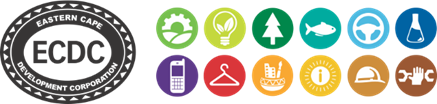 EASTERN CAPE
ECDC
DEVELOPMENT CORPORATION